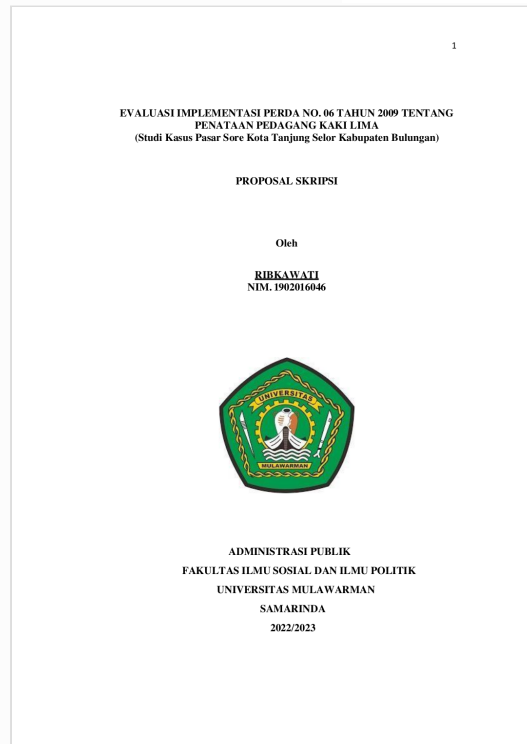 1
EVALUASI IMPLEMENTASI PERDA NO. 06 TAHUN 2009 TENTANG
PENATAAN PEDAGANG KAKI LIMA
(Studi Kasus Pasar Sore Kota Tanjung Selor Kabupaten Bulungan)
PROPOSAL SKRIPSI
Oleh
RIBKAWATI
NIM. 1902016046
UNIVERSITAS
MULAWARMAN
ADMINISTRASI PUBLIK
FAKULTAS ILMU SOSIAL DAN ILMU POLITIK
UNIVERSITAS MULAWARMAN
SAMARINDA
2022/2023